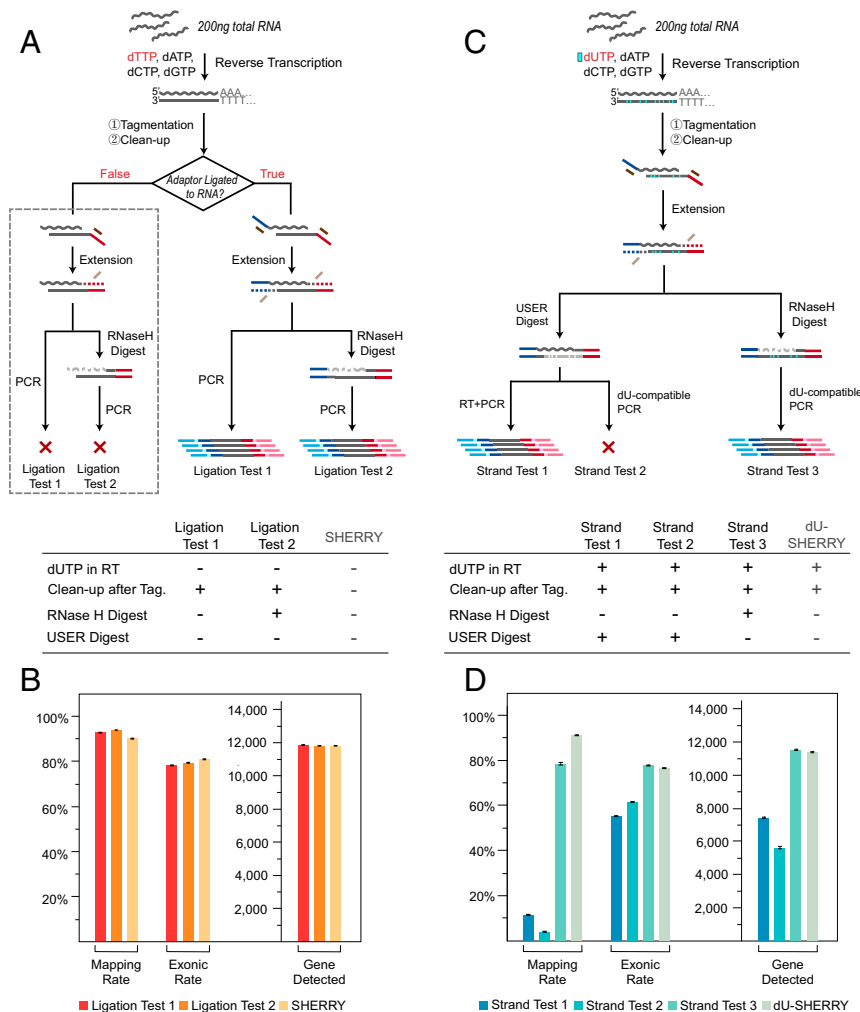 A
200ng total RNA
dTTP, dATP
dCTP, dGTP
Reverse Transcription
5'
AAA...
3'
TTTT...
①Tagmentation
②Clean-up
False
Adaptor Ligated
to RNA?
True
Extension
Extension
RNaseH
Digest
RNaseH
Digest
PCR
PCR
PCR
PCR
Ligation
Test 1
Ligation
Test 2
Ligation Test 1
Ligation Test 2
Ligation
Test 1
Ligation
Test 2
SHERRY
dUTP in RT - - -
Clean-up after Tag. + + -
RNase H Digest - + -
USER Digest - - -
B
100%
80%
60%
40%
20%
14,000
12,000
10,000
8,000
6,000
4,000
2,000
Mapping
Rate
Exonic
Rate
Gene
Detected
Ligation Test 1 Ligation Test 2 SHERRY
C
200ng total RNA
dUTP, dATP
dCTP, dGTP
Reverse Transcription
5'
AAA...
3'
TTTT...
①Tagmentation
②Clean-up
Extension
USER
Digest
RNaseH
Digest
RT+PCR
dU-compatible
PCR
dU-compatible
PCR
Strand Test 1
Strand Test 2
Strand Test 3
Strand
Test 1
Strand
Test 2
Strand
Test 3
dU-
SHERRY
dUTP in RT + + + +
Clean-up after Tag. + + + +
RNase H Digest - - + -
USER Digest + + - -
D
100%
80%
60%
40%
20%
14,000
12,000
10,000
8,000
6,000
4,000
2,000
Mapping
Rate
Exonic
Rate
Gene
Detected
Strand Test 1 Strand Test 2 Strand Test 3 dU-SHERRY